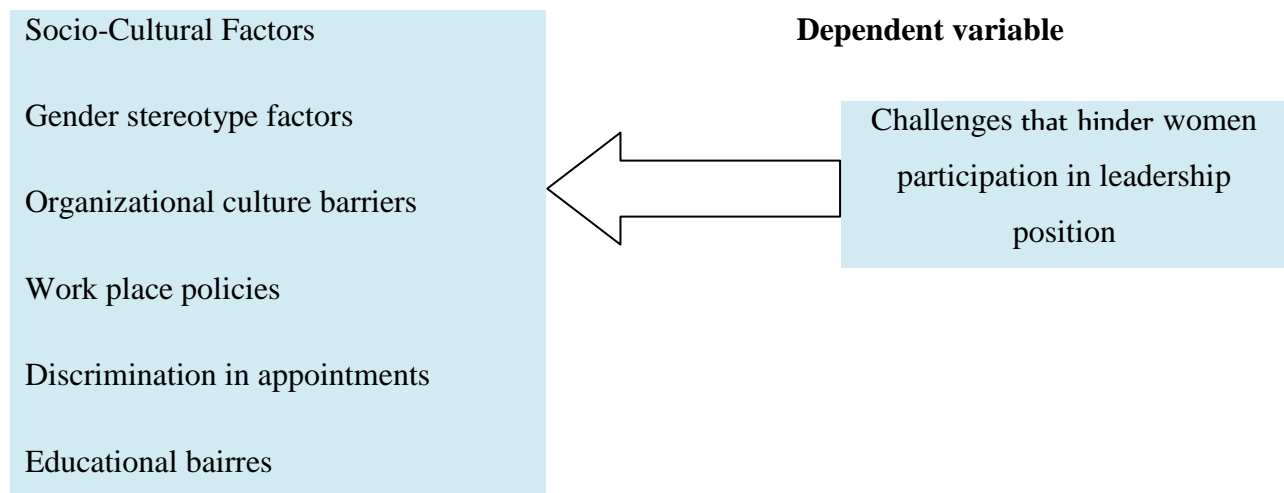 Socio-Cultural Factors
Gender stereotype factors
Organizational culture barriers
Work place policies
Discrimination in appointments
Educational bairres
Dependent variable
Challenges that hinder women
participation in leadership
position